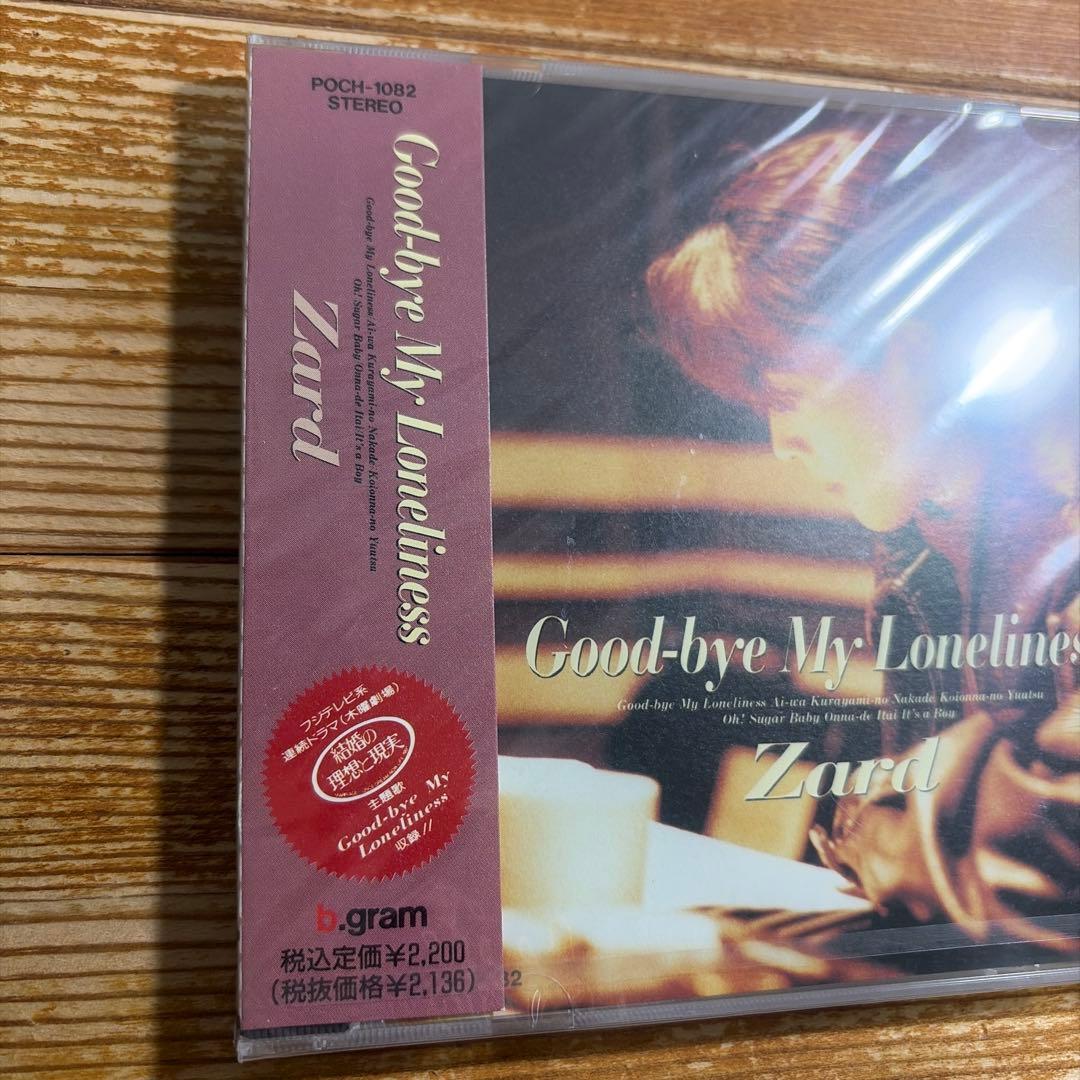 POCH-1082
STEREO
Good-bye My Loneliness
Good-bye My Loneliness Ai-wa Kurayami-no Nakade Koionna-no Yuutsu
Oh! Sugar Baby Onna-de Itai It's a Boy
Zard
フジテレビ系
連続ドラマ(木曜劇場)
結婚の
理想と現実
主題歌
Good-bye My
Loneliness
収録!!
b.gram
税込定価¥2,200
(税抜価格¥2,136)
82
Good-bye My Lonelines
Good-bye My Loneliness Ai-wa Kurayami-no Nakade Koionna-no Yuutsu
Oh! Sugar Baby Onna-de Itai It's a Boy
Zard